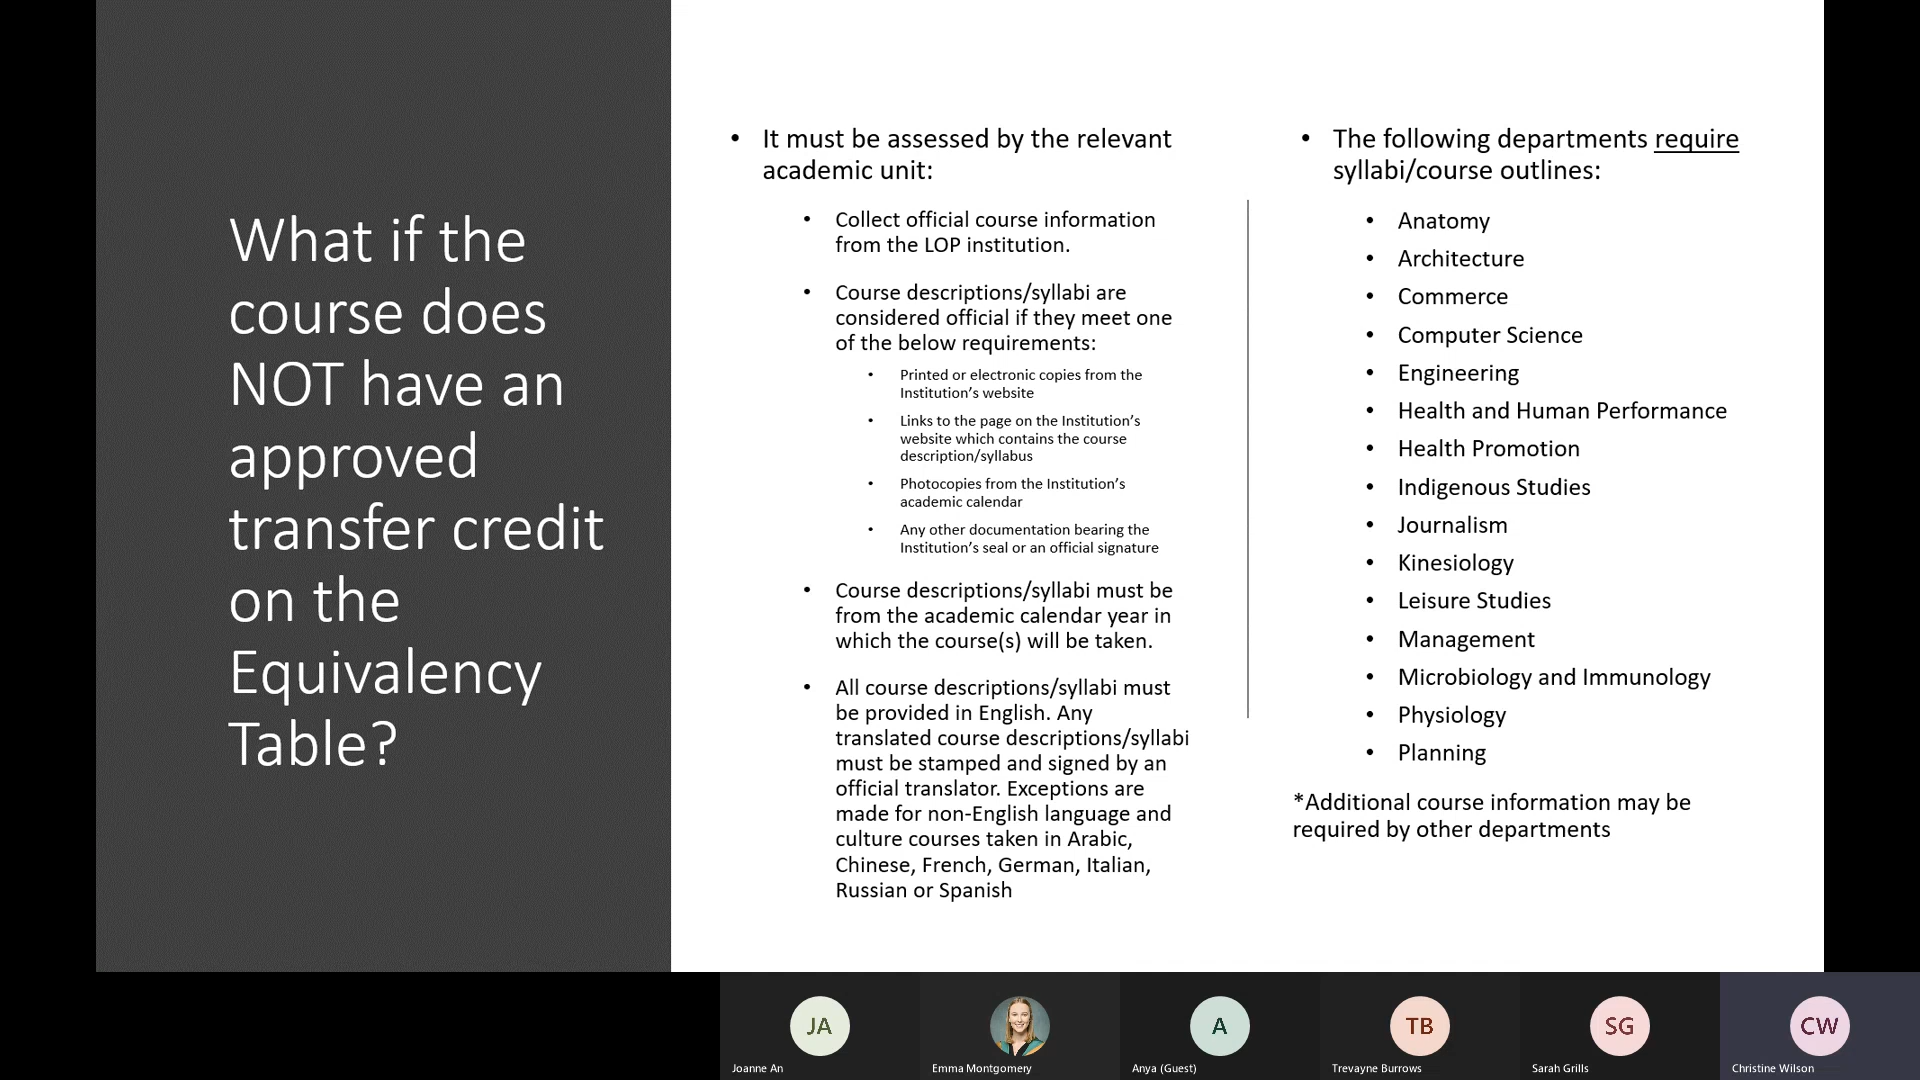 What if the
course does
NOT have an
approved
transfer credit
on the
Equivalency
Table?
• It must be assessed by the relevant
academic unit:
• Collect official course information
from the LOP institution.
• Course descriptions/syllabi are
considered official if they meet one
of the below requirements:
• Printed or electronic copies from the
Institution’s website
• Links to the page on the Institution’s
website which contains the course
description/syllabus
• Photocopies from the Institution’s
academic calendar
• Any other documentation bearing the
Institution’s seal or an official signature
• Course descriptions/syllabi must be
from the academic calendar year in
which the course(s) will be taken.
• All course descriptions/syllabi must
be provided in English. Any
translated course descriptions/syllabi
must be stamped and signed by an
official translator. Exceptions are
made for non-English language and
culture courses taken in Arabic,
Chinese, French, German, Italian,
Russian or Spanish
• The following departments require
syllabi/course outlines:
• Anatomy
• Architecture
• Commerce
• Computer Science
• Engineering
• Health and Human Performance
• Health Promotion
• Indigenous Studies
• Journalism
• Kinesiology
• Leisure Studies
• Management
• Microbiology and Immunology
• Physiology
• Planning
*Additional course information may be
required by other departments
JA
A
TB
SG
CW
Joanne An
Emma Montgomery
Anya (Guest)
Trevayne Burrows
Sarah Grills
Christine Wilson